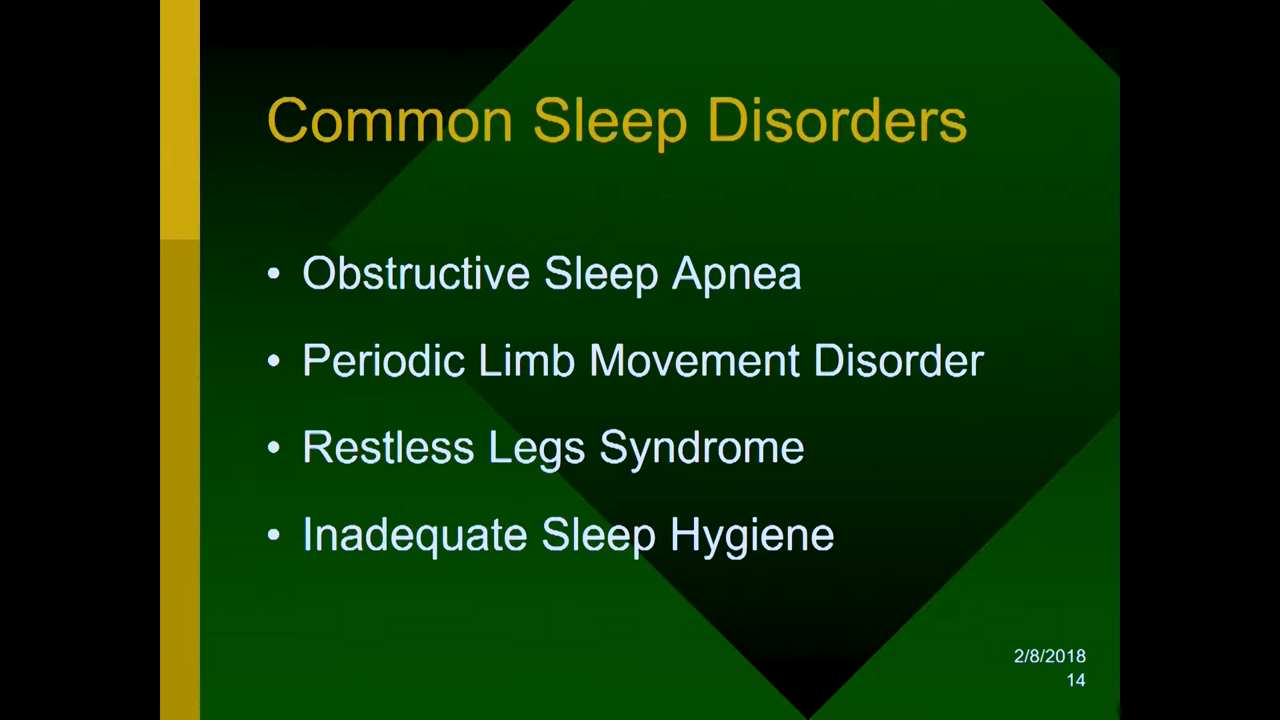 Common Sleep Disorders
• Obstructive Sleep Apnea
• Periodic Limb Movement Disorder
• Restless Legs Syndrome
• Inadequate Sleep Hygiene
2/8/2018
14